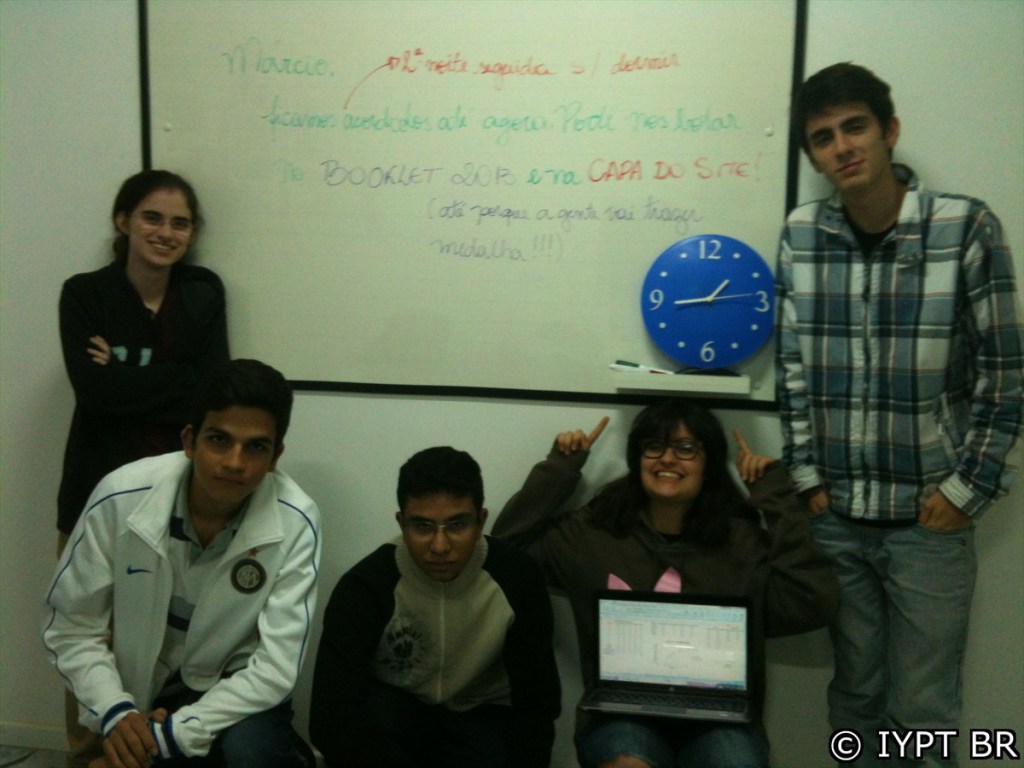 Márcio,
2ª noite seguida s/ dormir
ficamos acordados até agora. Pode nos botar
no BOOKLET 2013 e na CAPA DO SITE!
(até porque a gente vai trazer
medalha!!!)
12
9
3
6
© IYPT BR